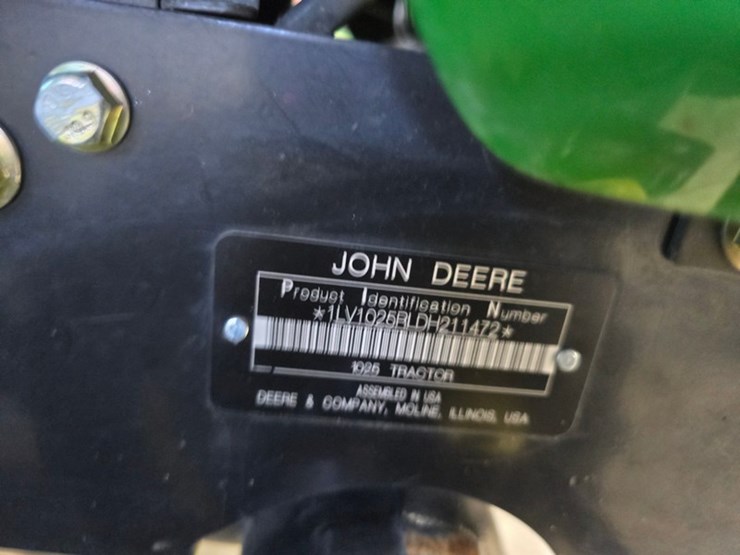 JOHN DEERE
Product Identification Number
*1LV1025RLDH211472*
1025 TRACTOR
ASSEMBLED IN USA
DEERE & COMPANY, MOLINE, ILLINOIS, USA